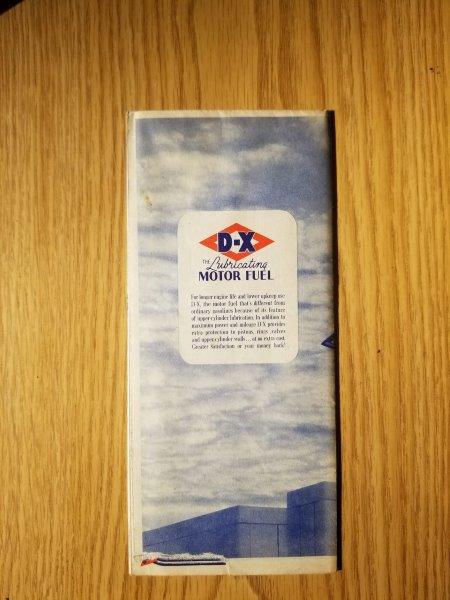 D-X
THE Lubricating
MOTOR FUEL
For longer engine life and lower upkeep use
D-X, the motor fuel that's different from
ordinary gasolines because of its feature
of upper-cylinder lubrication. In addition to
maximum power and mileage D-X provides
extra protection to pistons, rings, valves
and upper-cylinder walls... at no extra cost.
Greater Satisfaction or your money back!